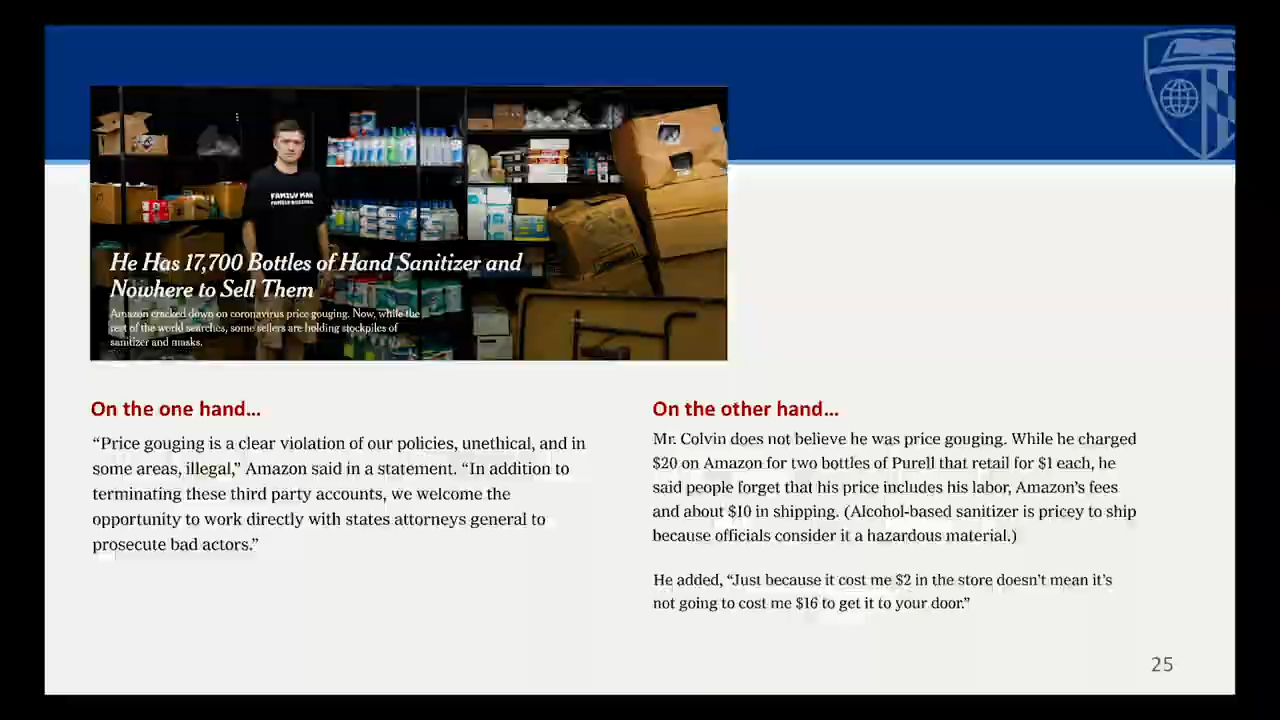 FAMILY MAN
He Has 17,700 Bottles of Hand Sanitizer and
Nowhere to Sell Them
Amazon cracked down on coronavirus price gouging. Now, while the
rest of the world searches, some sellers are holding stockpiles of
sanitizer and masks.
On the one hand…
“Price gouging is a clear violation of our policies, unethical, and in
some areas, illegal,” Amazon said in a statement. “In addition to
terminating these third party accounts, we welcome the
opportunity to work directly with states attorneys general to
prosecute bad actors.”
On the other hand…
Mr. Colvin does not believe he was price gouging. While he charged
$20 on Amazon for two bottles of Purell that retail for $1 each, he
said people forget that his price includes his labor, Amazon’s fees
and about $10 in shipping. (Alcohol-based sanitizer is pricey to ship
because officials consider it a hazardous material.)
He added, “Just because it cost me $2 in the store doesn’t mean it’s
not going to cost me $16 to get it to your door.”
25